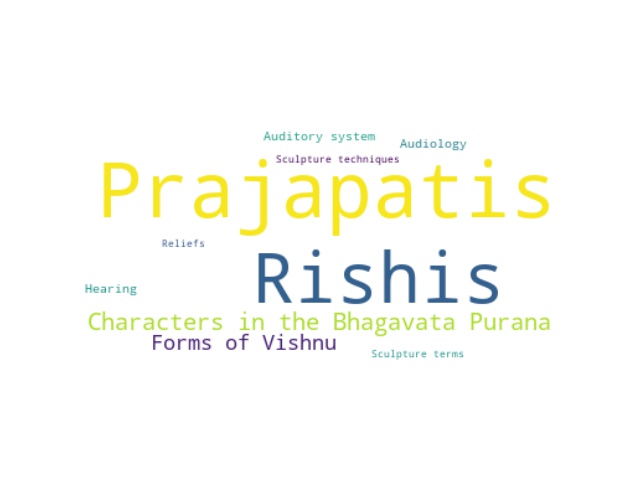 Auditory system
Audiology
Sculpture techniques
Prajapatis
Reliefs
Rishis
Hearing
Characters in the Bhagavata Purana
Forms of Vishnu
Sculpture terms